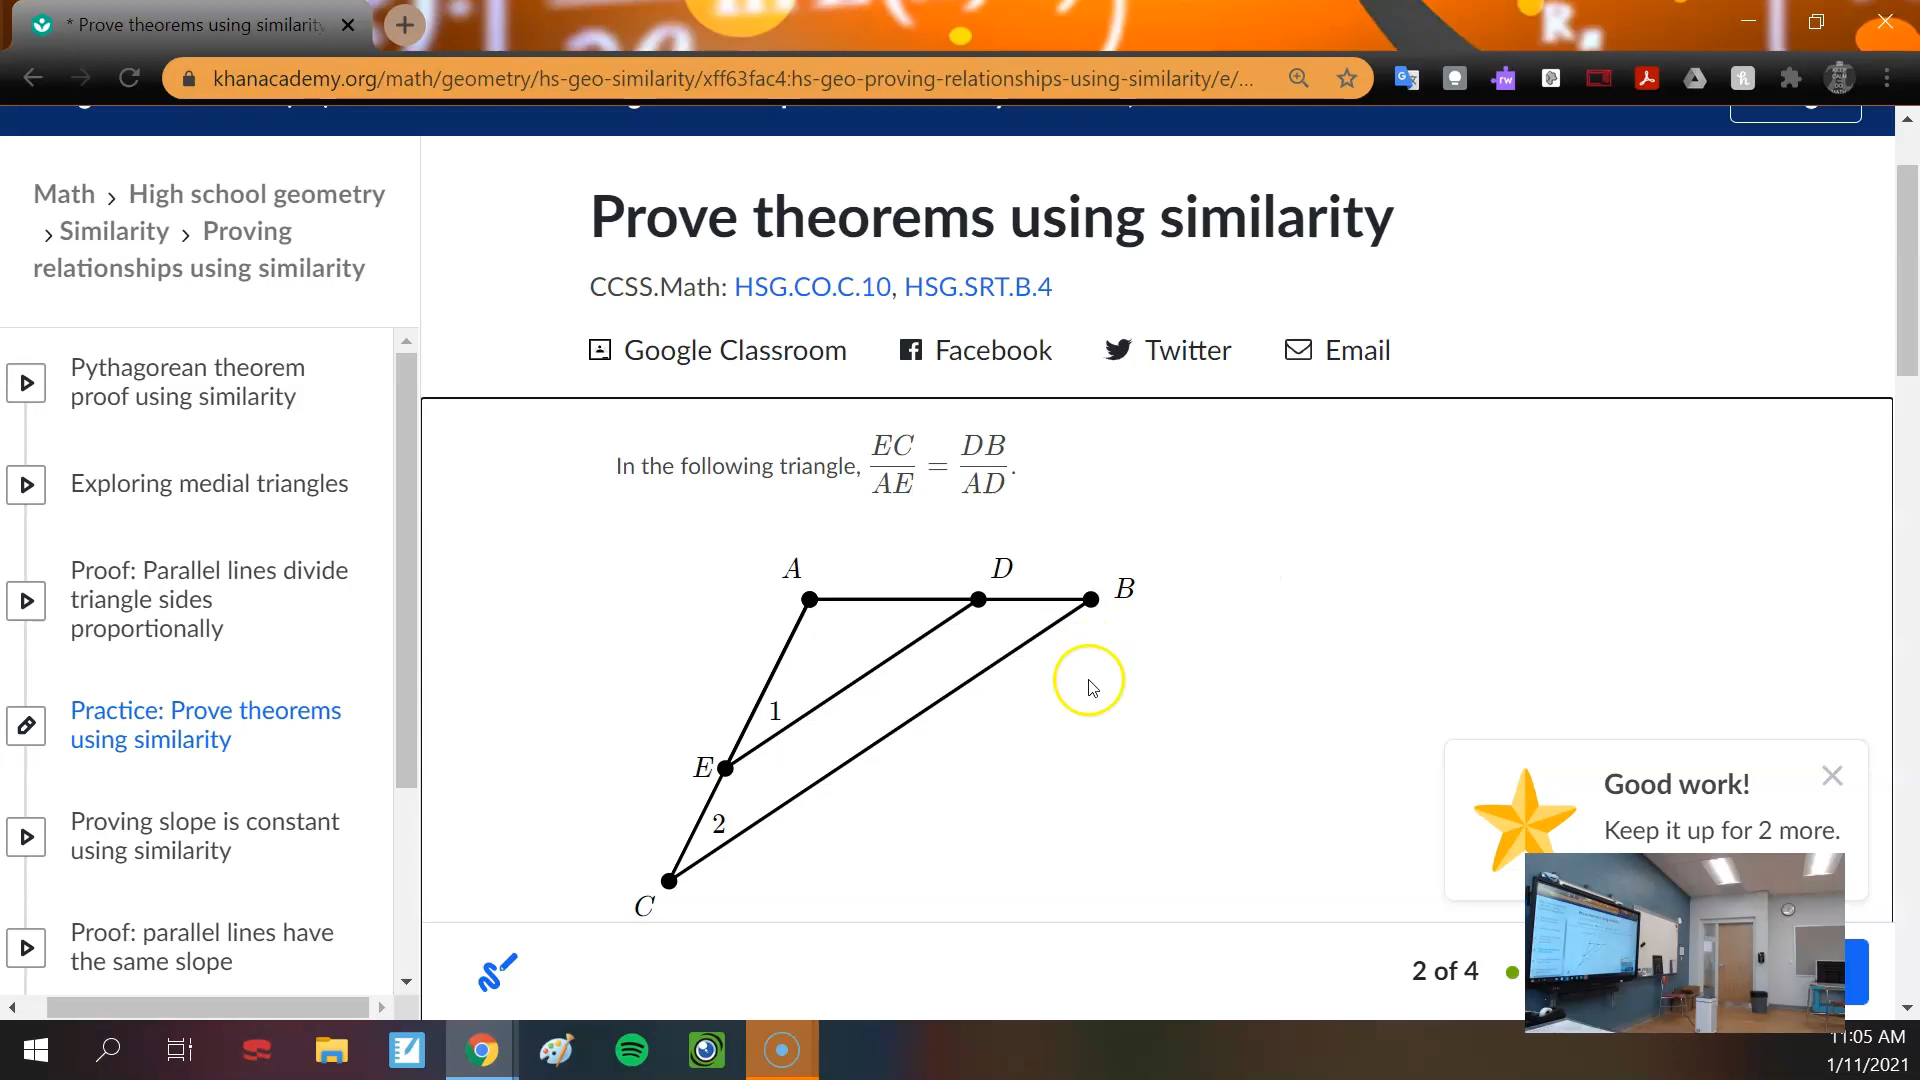 * Prove theorems using similarity
khanacademy.org/math/geometry/hs-geo-similarity/xff63fac4:hs-geo-proving-relationships-using-similarity/e/...
Math › High school geometry
› Similarity › Proving
relationships using similarity
Pythagorean theorem
proof using similarity
Exploring medial triangles
Proof: Parallel lines divide
triangle sides
proportionally
Practice: Prove theorems
using similarity
Proving slope is constant
using similarity
Proof: parallel lines have
the same slope
Prove theorems using similarity
CCSS.Math: HSG.CO.C.10, HSG.SRT.B.4
Google Classroom Facebook Twitter Email
In the following triangle, EC/AE = DB/AD.
A
D
B
1
E
2
C
Good work!
Keep it up for 2 more.
2 of 4
11:05 AM
1/11/2021